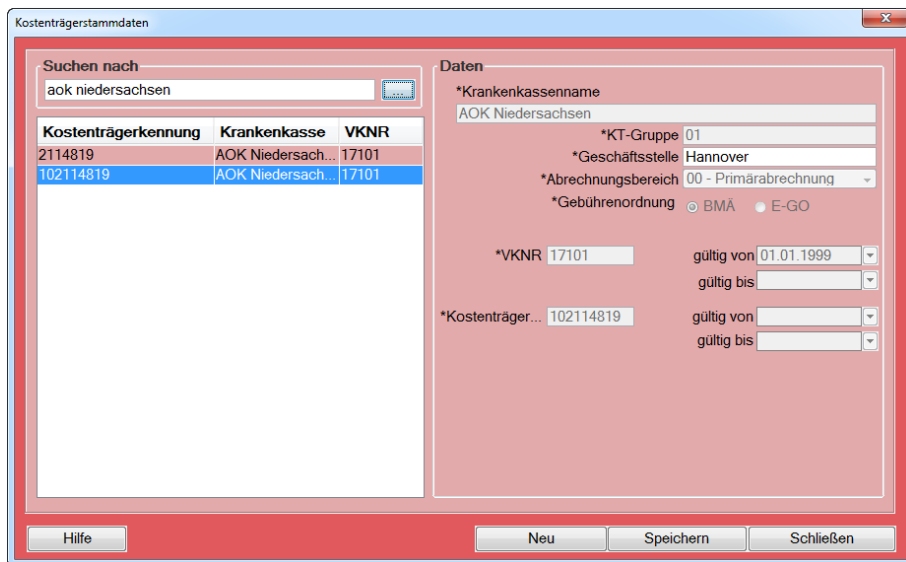 Kostenträgerstammdaten
x
Suchen nach
aok niedersachsen
...
Kostenträgerkennung Krankenkasse VKNR
2114819 AOK Niedersach... 17101
102114819 AOK Niedersach... 17101
Daten
*Krankenkassenname
AOK Niedersachsen
*KT-Gruppe 01
*Geschäftsstelle Hannover
*Abrechnungsbereich 00 - Primärabrechnung
*Gebührenordnung BMÄ E-GO
*VKNR 17101 gültig von 01.01.1999
gültig bis
*Kostenträger... 102114819 gültig von
gültig bis
Hilfe Neu Speichern Schließen